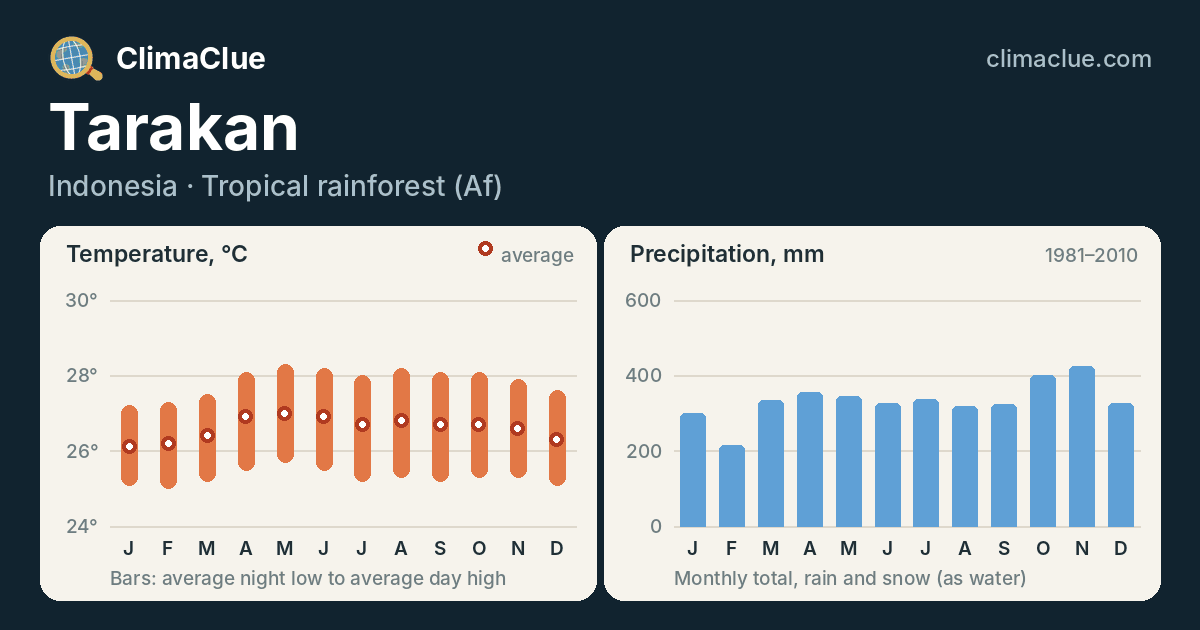 ClimaClue
climaclue.com
Tarakan
Indonesia · Tropical rainforest (Af)
Temperature, °C
average
30°
28°
26°
24°
J F M A M J J A S O N D
Bars: average night low to average day high
Precipitation, mm
1981–2010
600
400
200
0
J F M A M J J A S O N D
Monthly total, rain and snow (as water)